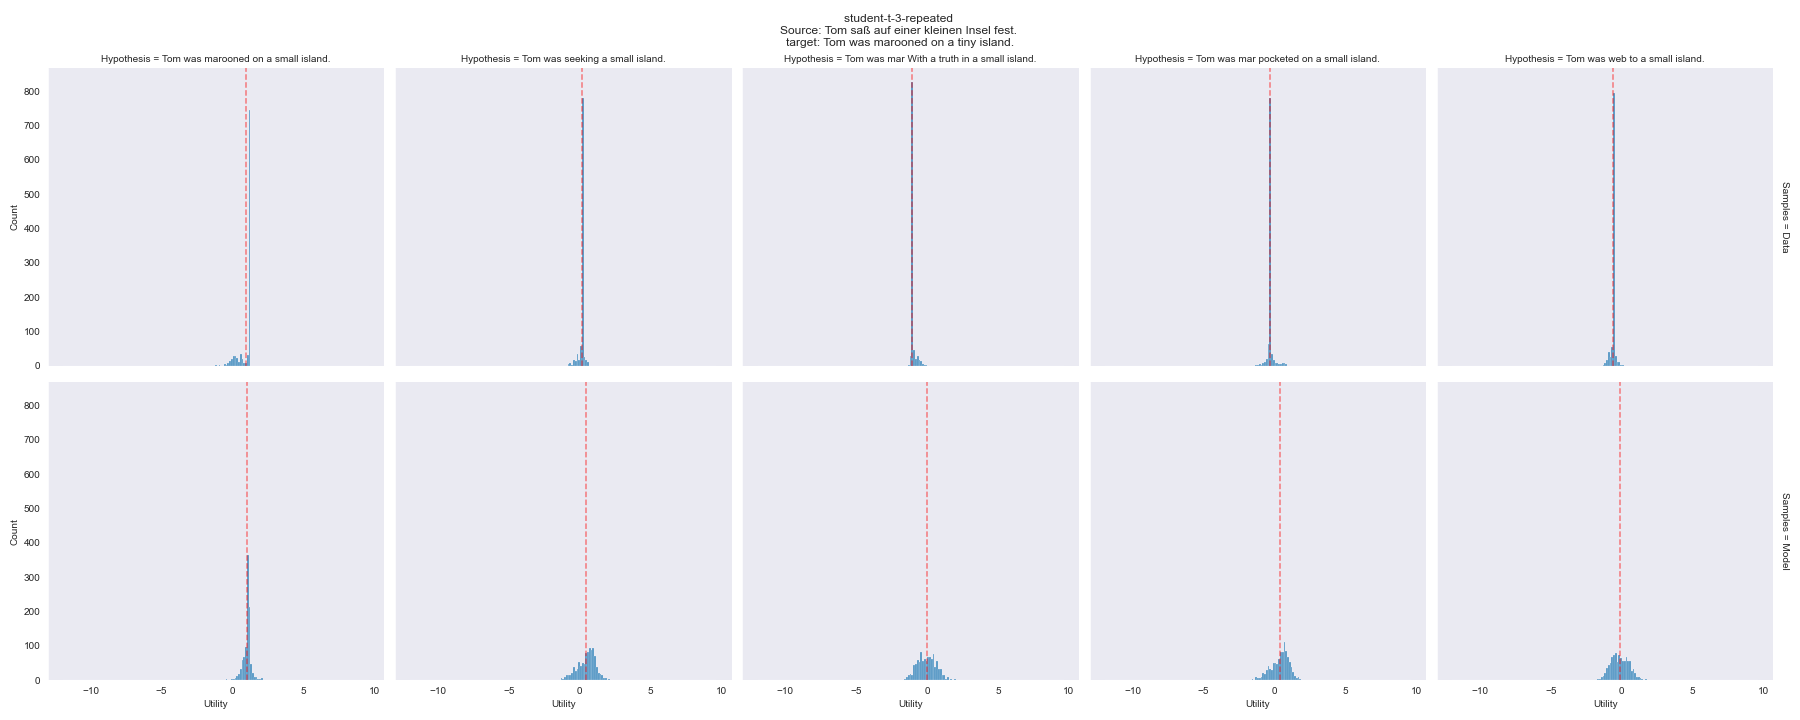 student-t-3-repeated
Source: Tom saß auf einer kleinen Insel fest.
target: Tom was marooned on a tiny island.
Hypothesis = Tom was marooned on a small island.
Hypothesis = Tom was seeking a small island.
Hypothesis = Tom was mar With a truth in a small island.
Hypothesis = Tom was mar pocketed on a small island.
Hypothesis = Tom was web to a small island.
800
700
600
500
400
300
200
100
0
Count
Samples = Data
800
700
600
500
400
300
200
100
0
Count
Samples = Model
−10 −5 0 5 10
−10 −5 0 5 10
−10 −5 0 5 10
−10 −5 0 5 10
−10 −5 0 5 10
Utility
Utility
Utility
Utility
Utility